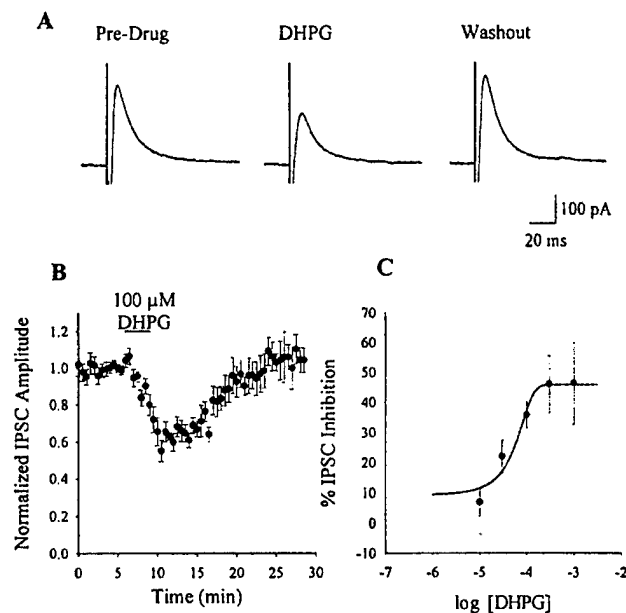 A
Pre-Drug
DHPG
Washout
100 pA
20 ms
B
100 µM
DHPG
Normalized IPSC Amplitude
1.2
1.0
0.8
0.6
0.4
0.2
0.0
0 5 10 15 20 25 30
Time (min)
C
% IPSC Inhibition
70
60
50
40
30
20
10
0
-10
-7 -6 -5 -4 -3 -2
log [DHPG]